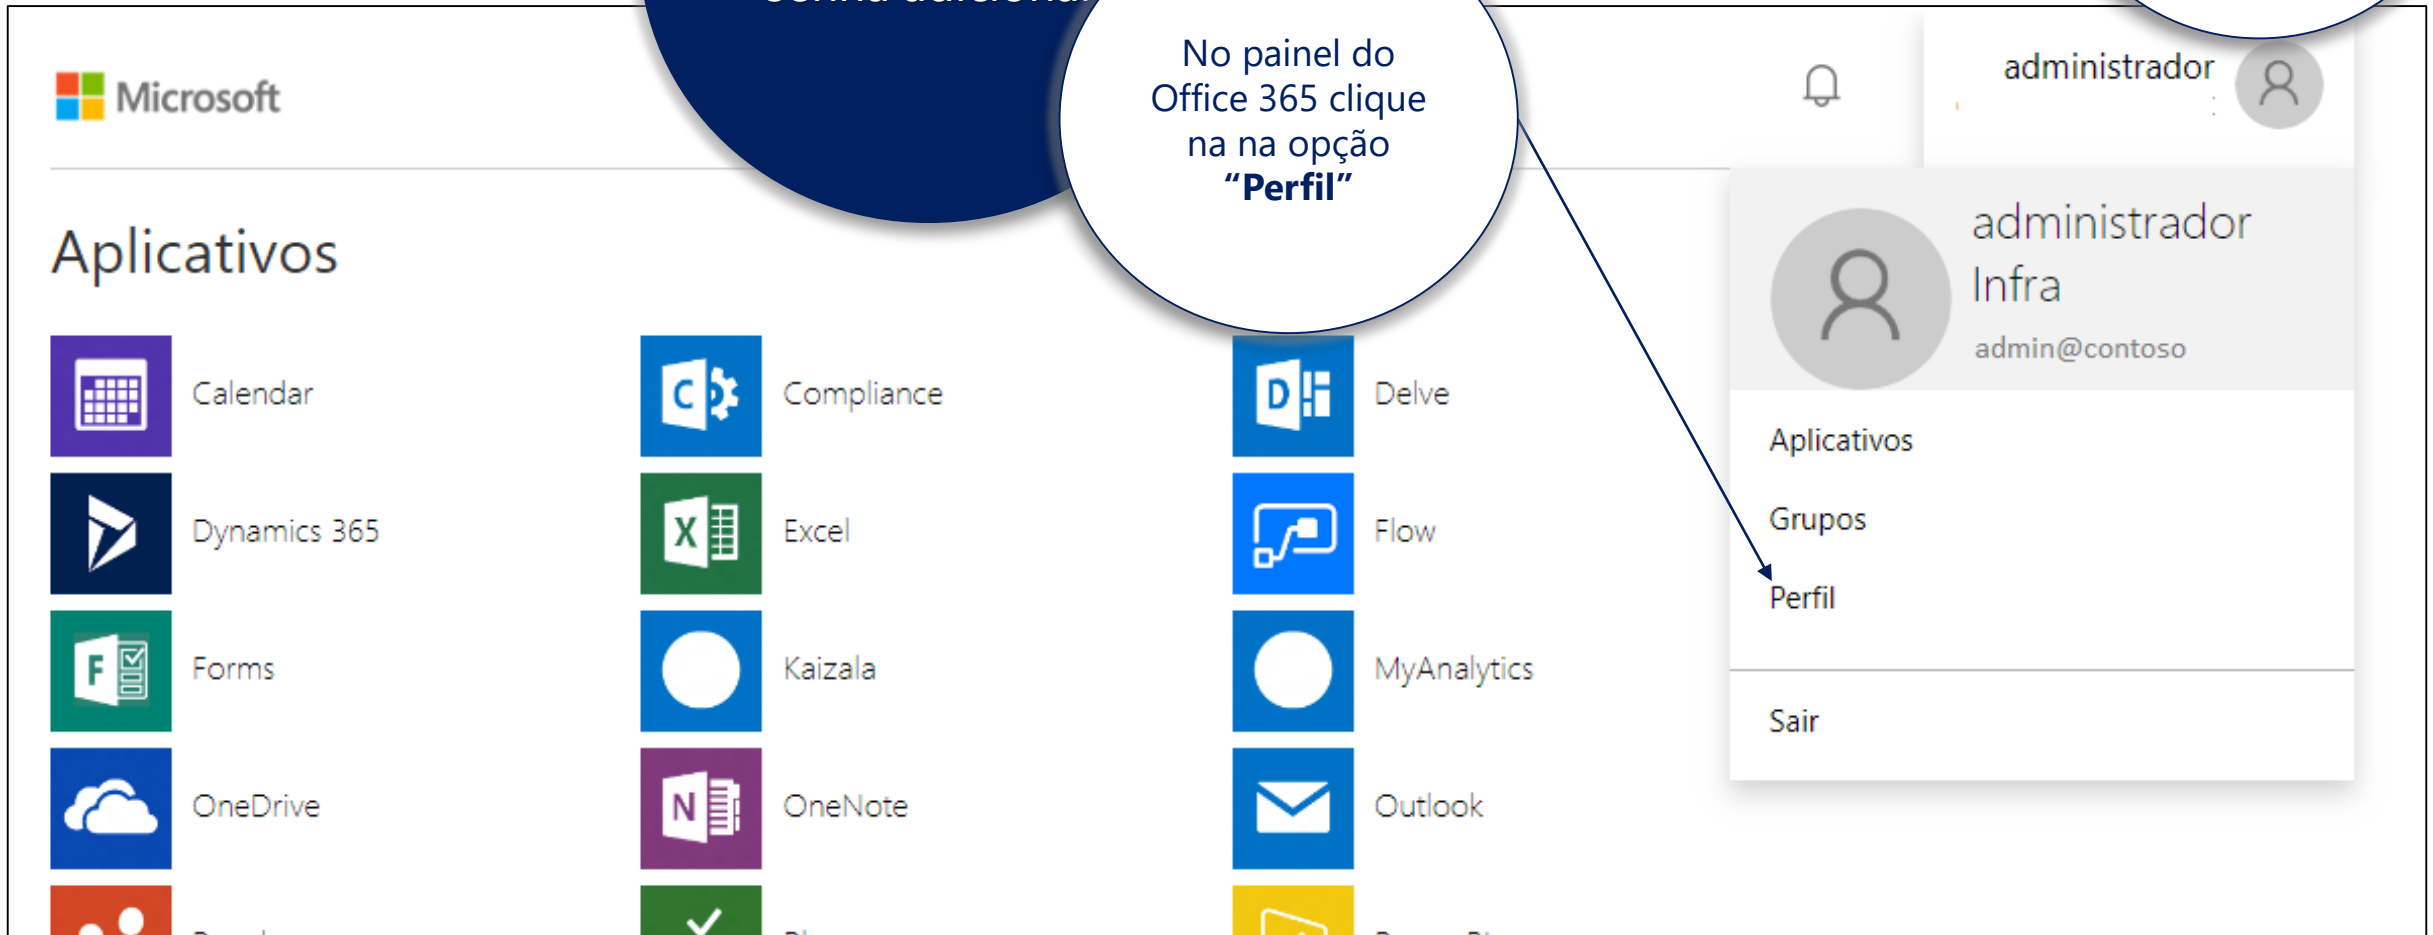 No painel do
Office 365 clique
na na opção
“Perfil”
Microsoft
administrador
Aplicativos
administrador
Infra
admin@contoso
Aplicativos
Grupos
Perfil
Sair
Calendar
Compliance
Delve
Dynamics 365
Excel
Flow
Forms
Kaizala
MyAnalytics
OneDrive
OneNote
Outlook